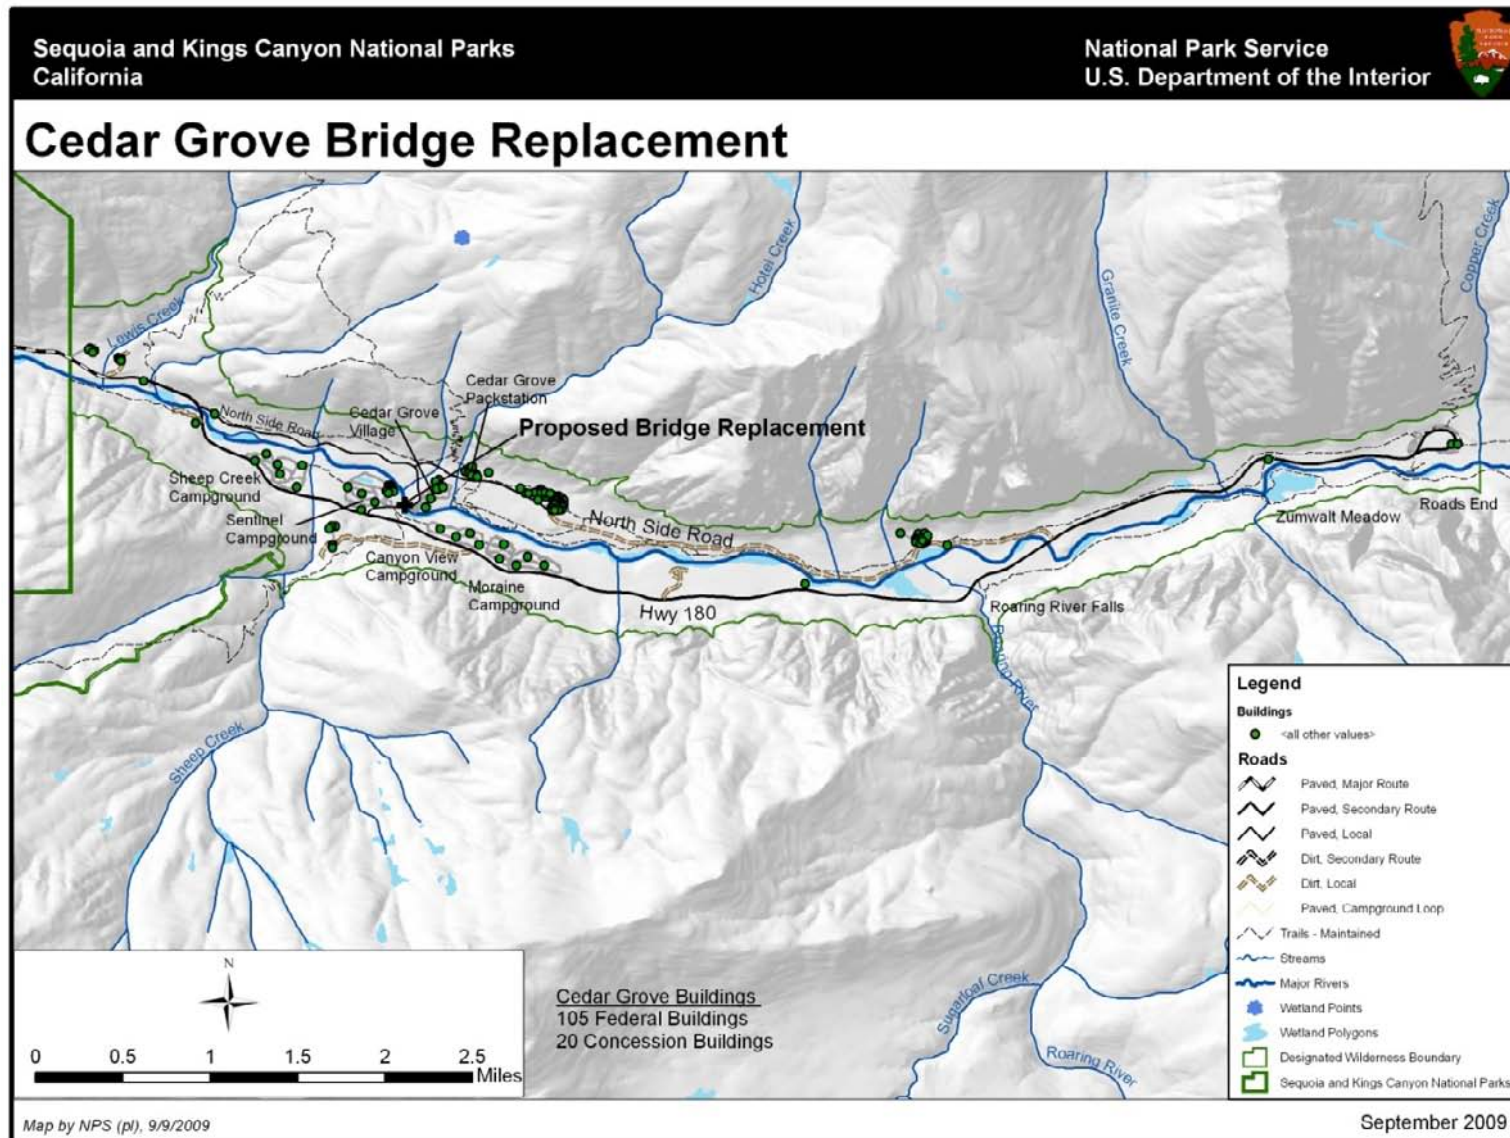 Sequoia and Kings Canyon National Parks
California
National Park Service
U.S. Department of the Interior
Cedar Grove Bridge Replacement
Copper Creek
Hotel Creek
Granite Creek
Lewis Creek
Cedar Grove
Packstation
North Side Road
Cedar Grove
Village
Proposed Bridge Replacement
Sheep Creek
Campground
Sentinel
Campground
North Side Road
Roads End
Zumwalt Meadow
Canyon View
Campground
Moraine
Campground
Hwy 180
Roaring River Falls
Roaring River
Sheep Creek
Legend
Buildings
<all other values>
Roads
Paved, Major Route
Paved, Secondary Route
Paved, Local
Dirt, Secondary Route
Dirt, Local
Paved, Campground Loop
Trails - Maintained
Streams
Major Rivers
Wetland Points
Wetland Polygons
Designated Wilderness Boundary
Sequoia and Kings Canyon National Parks
N
0 0.5 1 1.5 2 2.5
Miles
Cedar Grove Buildings
105 Federal Buildings
20 Concession Buildings
Sugarloaf Creek
Roaring River
Map by NPS (pl), 9/9/2009
September 2009